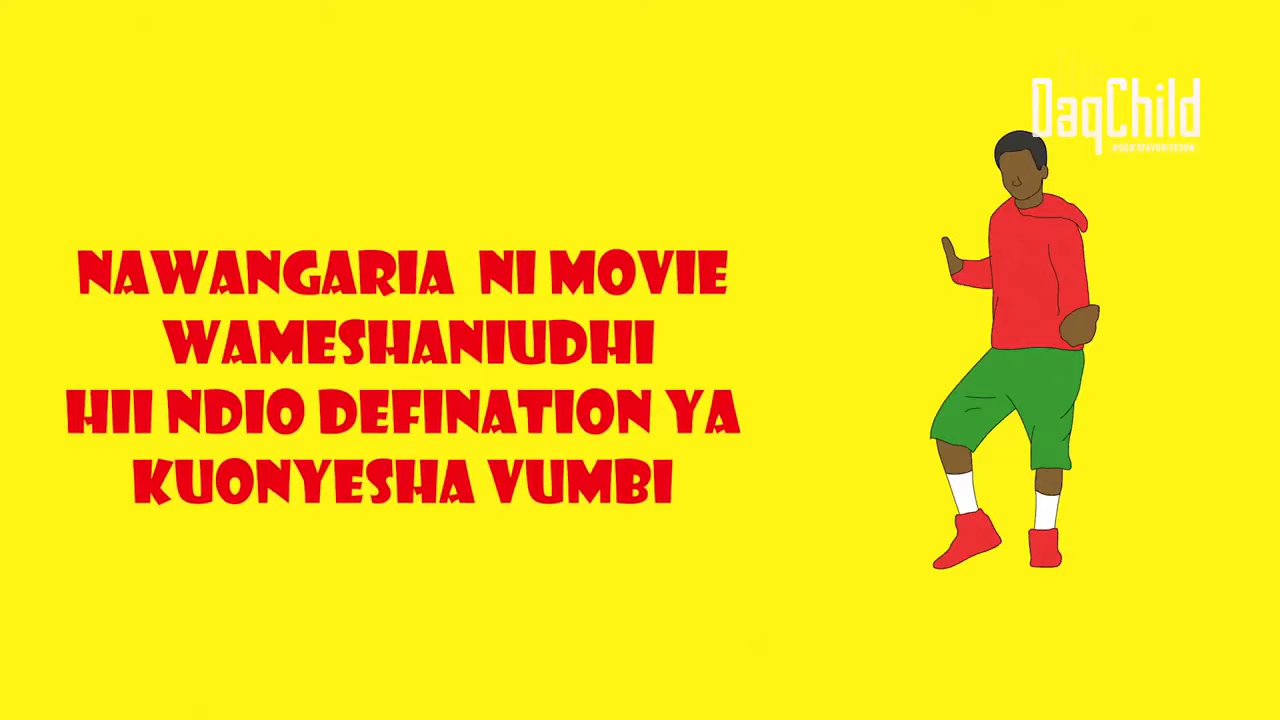 DaqChild
NAWANGARIA NI MOVIE
WAMESHANIUDHI
HII NDIO DEFINATION YA
KUONYESHA VUMBI